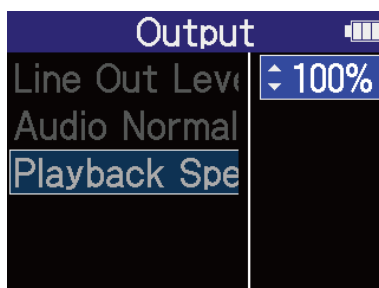 Output
Line Out Leve
100%
Audio Normal
Playback Spe